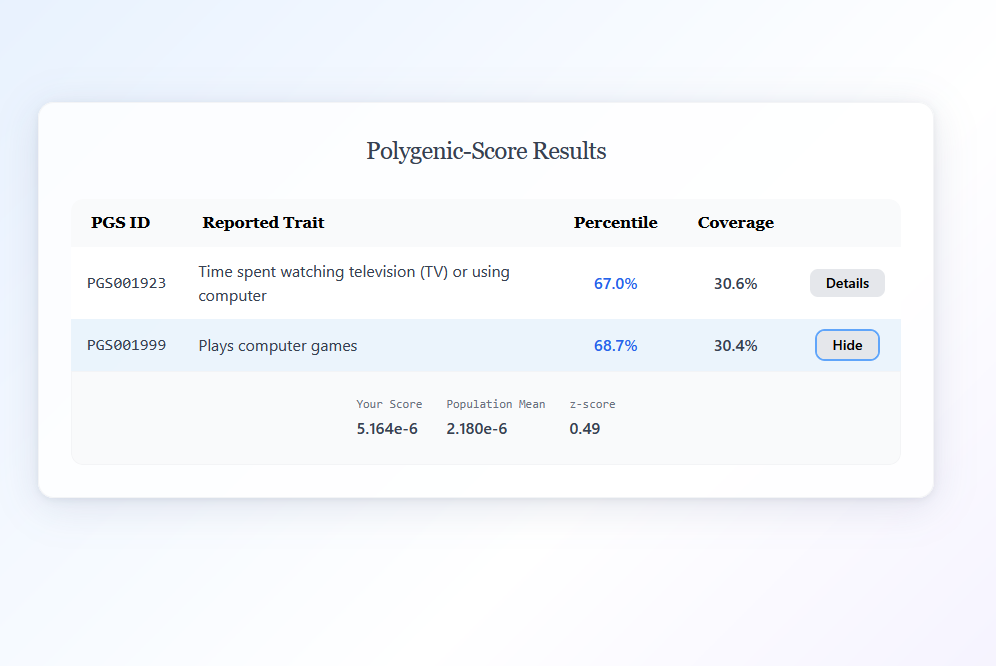 Polygenic-Score Results
PGS ID Reported Trait Percentile Coverage
PGS001923 Time spent watching television (TV) or using computer 67.0% 30.6% Details
PGS001999 Plays computer games 68.7% 30.4% Hide
Your Score Population Mean z-score
5.164e-6 2.180e-6 0.49